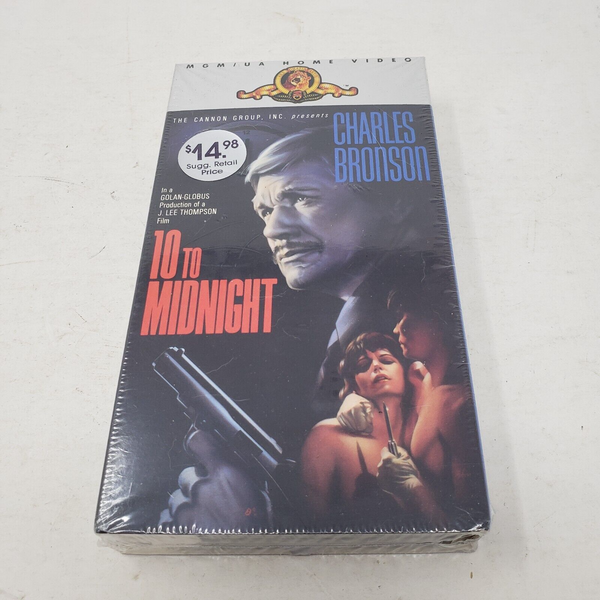 MGM/UA HOME VIDEO
THE CANNON GROUP, INC. presents
CHARLES
BRONSON
$14.98
Sugg. Retail
Price
In a
GOLAN-GLOBUS
Production of a
J. LEE THOMPSON
Film
10 TO
MIDNIGHT